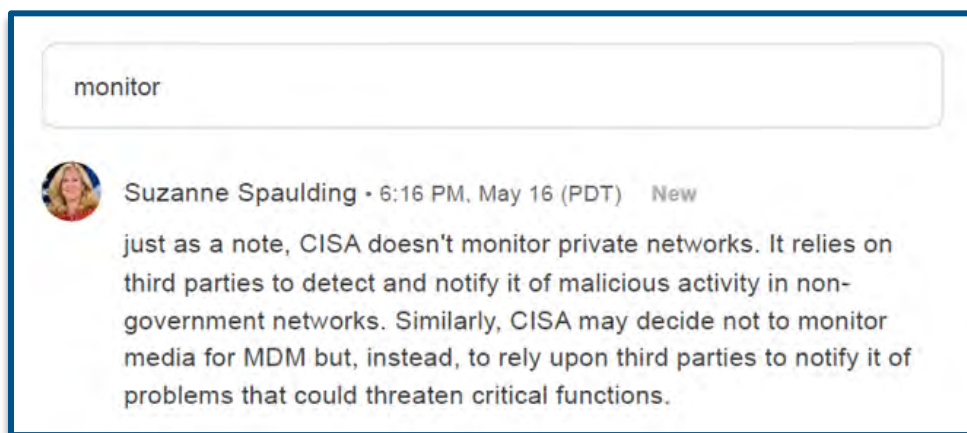 monitor
Suzanne Spaulding • 6:16 PM, May 16 (PDT) New
just as a note, CISA doesn't monitor private networks. It relies on
third parties to detect and notify it of malicious activity in non-
government networks. Similarly, CISA may decide not to monitor
media for MDM but, instead, to rely upon third parties to notify it of
problems that could threaten critical functions.